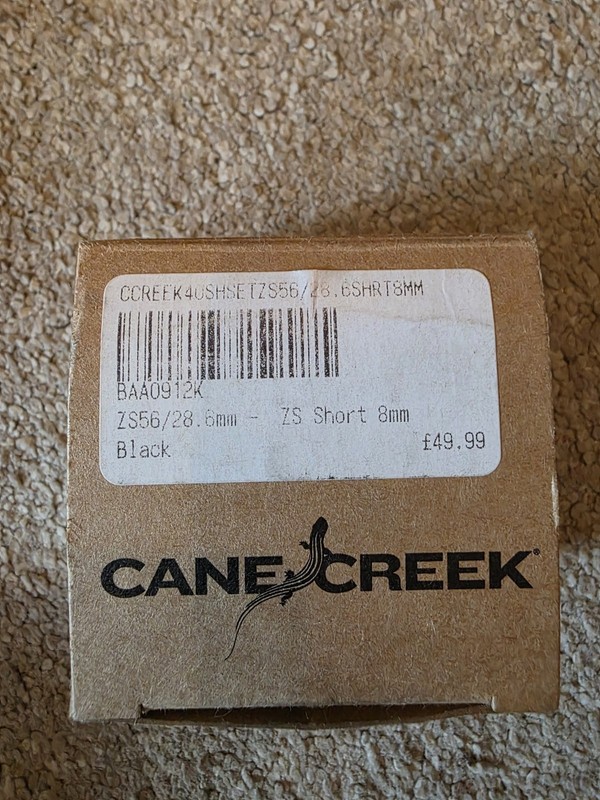 CCREEK40SHSETZS56/28.6SHRT8MM
BAA0912K
ZS56/28.6mm - ZS Short 8mm
Black £49.99
CANE CREEK®